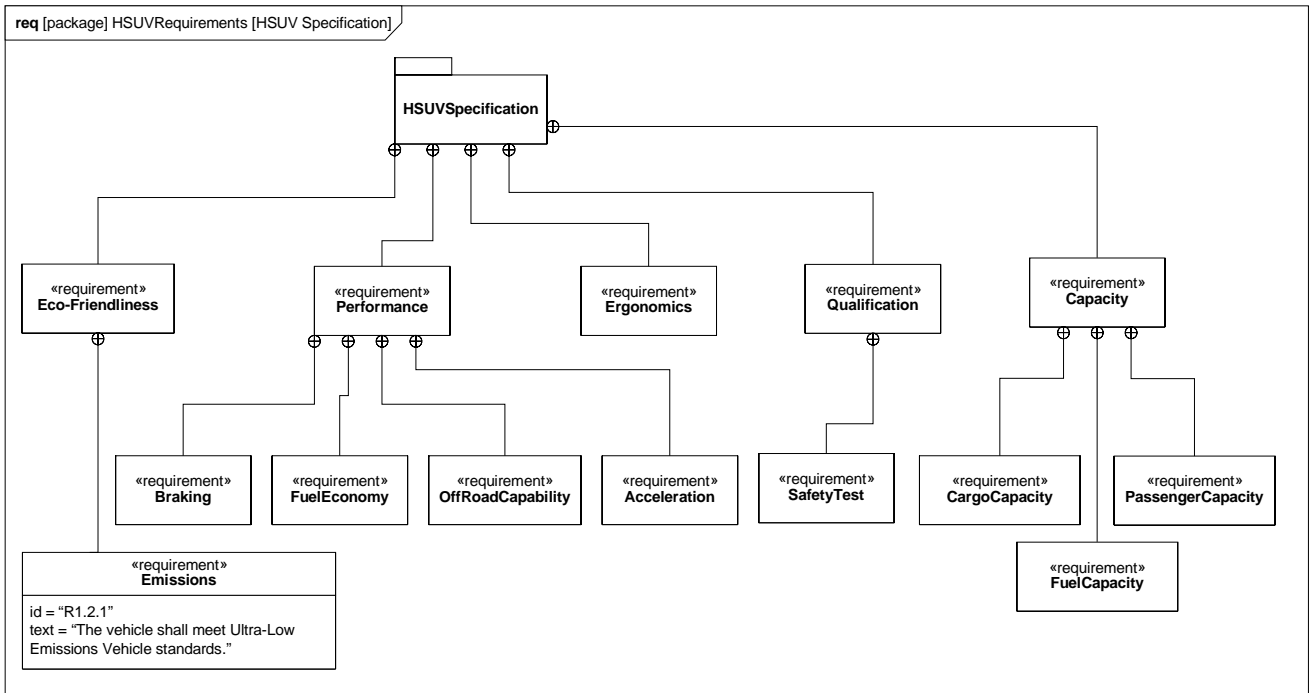 req [package] HSUVRequirements [HSUV Specification]
HSUVSpecification
«requirement»
Eco-Friendliness
«requirement»
Performance
«requirement»
Ergonomics
«requirement»
Qualification
«requirement»
Capacity
«requirement»
Braking
«requirement»
FuelEconomy
«requirement»
OffRoadCapability
«requirement»
Acceleration
«requirement»
SafetyTest
«requirement»
CargoCapacity
«requirement»
PassengerCapacity
«requirement»
FuelCapacity
«requirement»
Emissions
id = “R1.2.1”
text = “The vehicle shall meet Ultra-Low
Emissions Vehicle standards.”